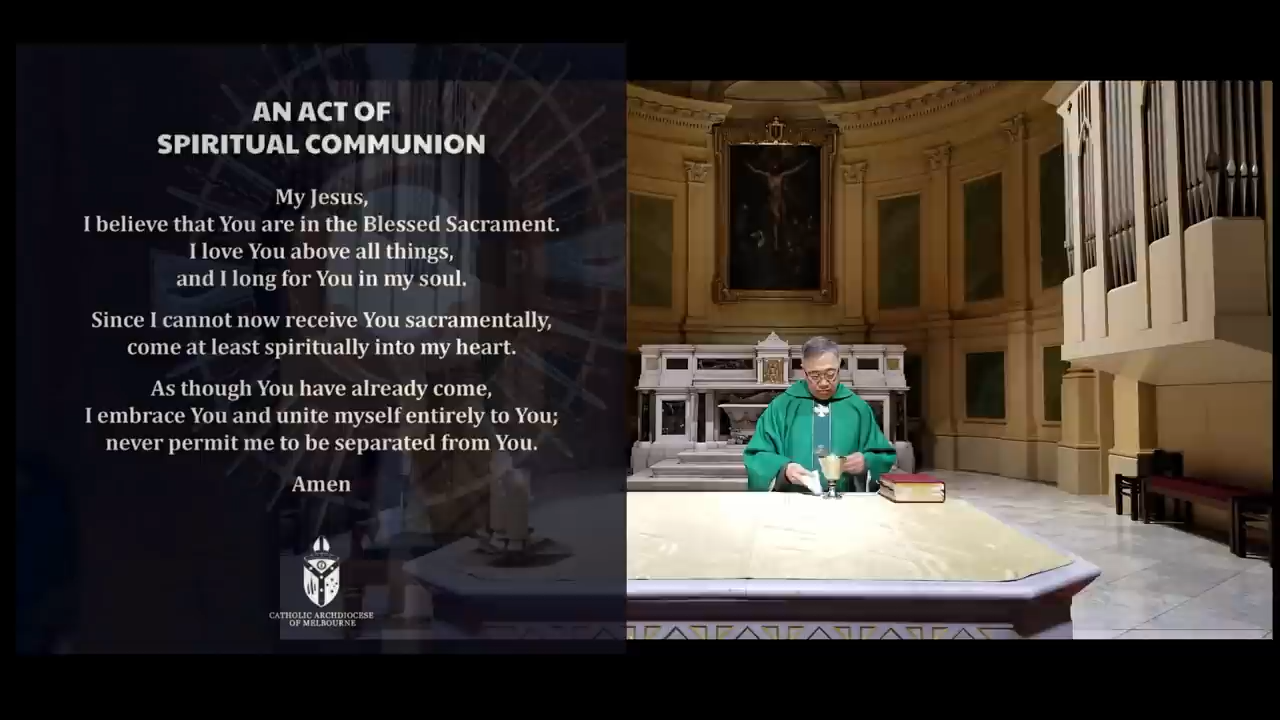 AN ACT OF
SPIRITUAL COMMUNION
My Jesus,
I believe that You are in the Blessed Sacrament.
I love You above all things,
and I long for You in my soul.
Since I cannot now receive You sacramentally,
come at least spiritually into my heart.
As though You have already come,
I embrace You and unite myself entirely to You;
never permit me to be separated from You.
Amen
CATHOLIC ARCHDIOCESE
OF MELBOURNE